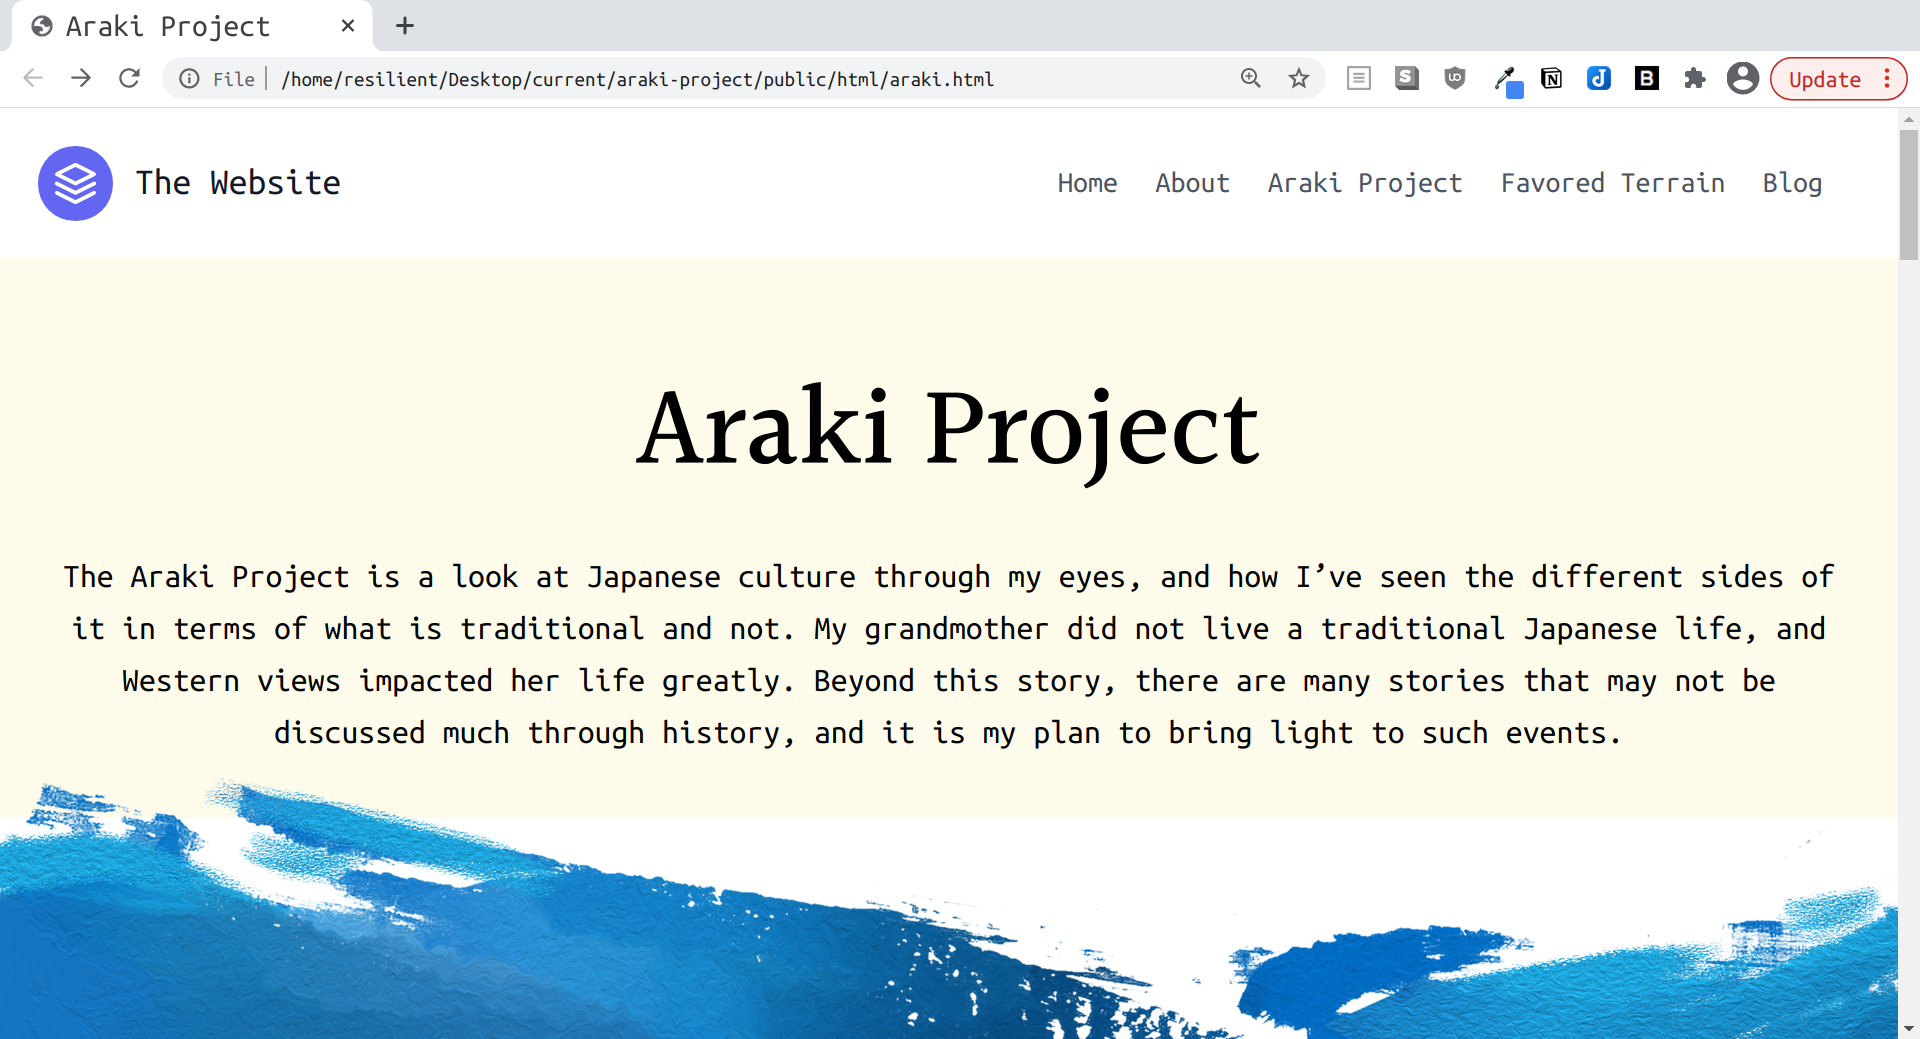 Araki Project
File /home/resilient/Desktop/current/araki-project/public/html/araki.html
Update
The Website
Home About Araki Project Favored Terrain Blog
Araki Project
The Araki Project is a look at Japanese culture through my eyes, and how I’ve seen the different sides of
it in terms of what is traditional and not. My grandmother did not live a traditional Japanese life, and
Western views impacted her life greatly. Beyond this story, there are many stories that may not be
discussed much through history, and it is my plan to bring light to such events.